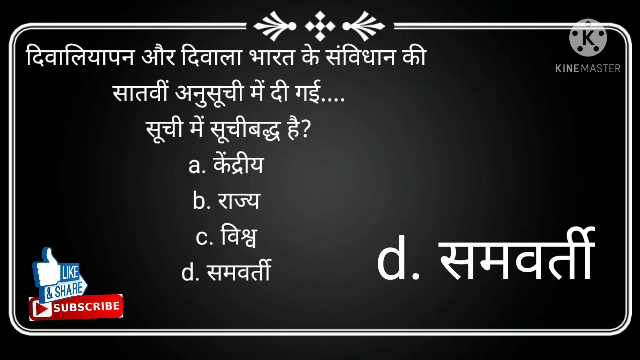 दिवालियापन और दिवाला भारत के संविधान की
सातवीं अनुसूची में दी गई....
सूची में सूचीबद्ध है?
a. केंद्रीय
b. राज्य
c. विश्व
d. समवर्ती
d. समवर्ती
K
KINEMASTER
LIKE
& SHARE
SUBSCRIBE